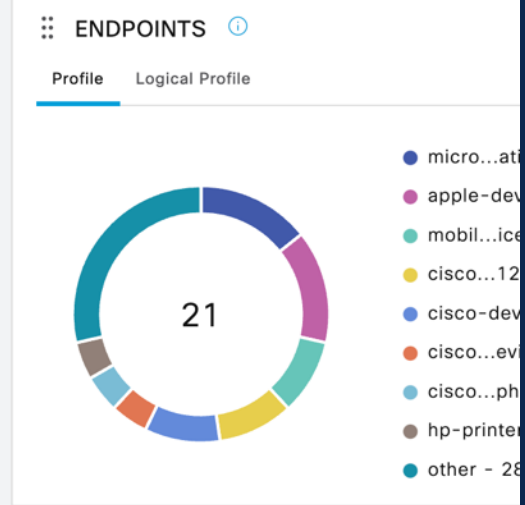 ENDPOINTS
Profile Logical Profile
21
micro...ati
apple-dev
mobil...ice
cisco...12
cisco-dev
cisco...evi
cisco...ph
hp-printer
other - 28